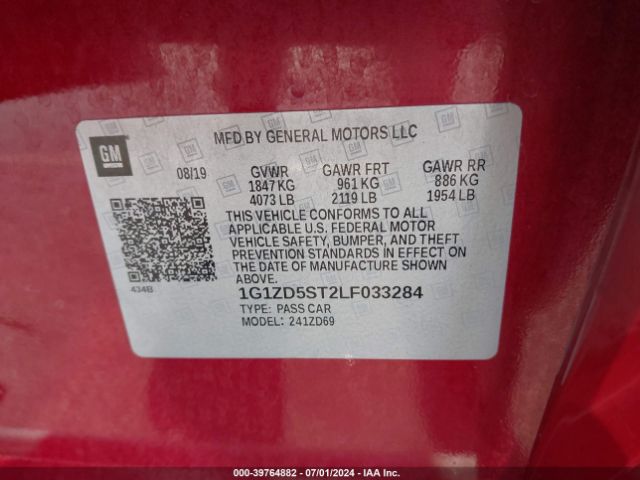 GM
MFD BY GENERAL MOTORS LLC
08/19 GVWR GAWR FRT GAWR RR
1847 KG 961 KG 886 KG
4073 LB 2119 LB 1954 LB
THIS VEHICLE CONFORMS TO ALL
APPLICABLE U.S. FEDERAL MOTOR
VEHICLE SAFETY, BUMPER, AND THEFT
PREVENTION STANDARDS IN EFFECT ON
THE DATE OF MANUFACTURE SHOWN
ABOVE.
434B
1G1ZD5ST2LF033284
TYPE: PASS CAR
MODEL: 241ZD69
000-39764882 - 07/01/2024 - IAA Inc.